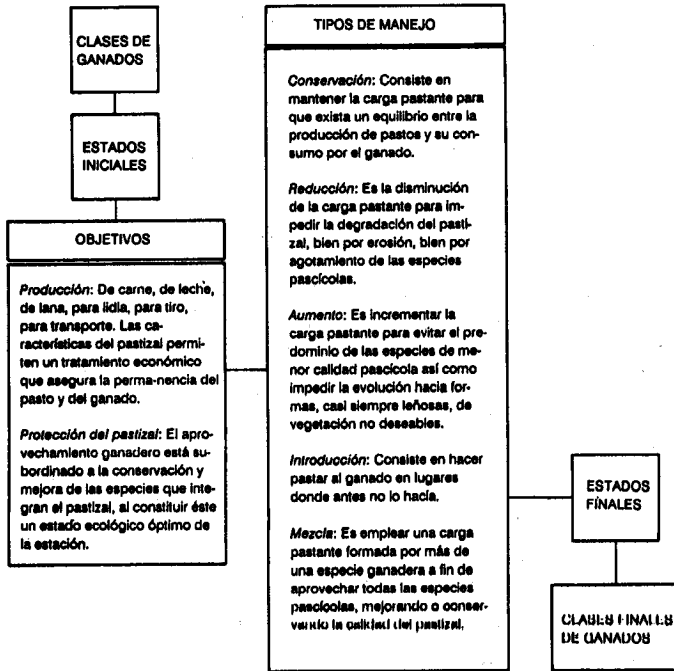 CLASES DE
GANADOS
ESTADOS
INICIALES
OBJETIVOS
Producción: De carne, de leche,
de lana, para lidia, para tiro,
para transporte. Las ca-
racterísticas del pastizal permi-
ten un tratamiento económico
que asegura la perma-nencia del
pasto y del ganado.
Protección del pastizal: El apro-
vechamiento ganadero está su-
bordinado a la conservación y
mejora de las especies que inte-
gran el pastizal, al constituir éste
un estado ecológico óptimo de
la estación.
TIPOS DE MANEJO
Conservación: Consiste en
mantener la carga pastante para
que exista un equilibrio entre la
producción de pastos y su con-
sumo por el ganado.
Reducción: Es la disminución
de la carga pastante para im-
pedir la degradación del pasti-
zal, bien por erosión, bien por
agotamiento de las especies
pascícolas.
Aumento: Es incrementar la
carga pastante para evitar el pre-
dominio de las especies de me-
nor calidad pascícola así como
impedir la evolución hacia for-
mas, casi siempre leñosas, de
vegetación no deseables.
Introducción: Consiste en hacer
pastar al ganado en lugares
donde antes no lo hacía.
Mezcla: Es emplear una carga
pastante formada por más de
una especie ganadera a fin de
aprovechar todas las especies
pascícolas, mejorando o conser-
vando la calidad del pastizal.
ESTADOS
FÍNALES
CLASES FINALES
DE GANADOS